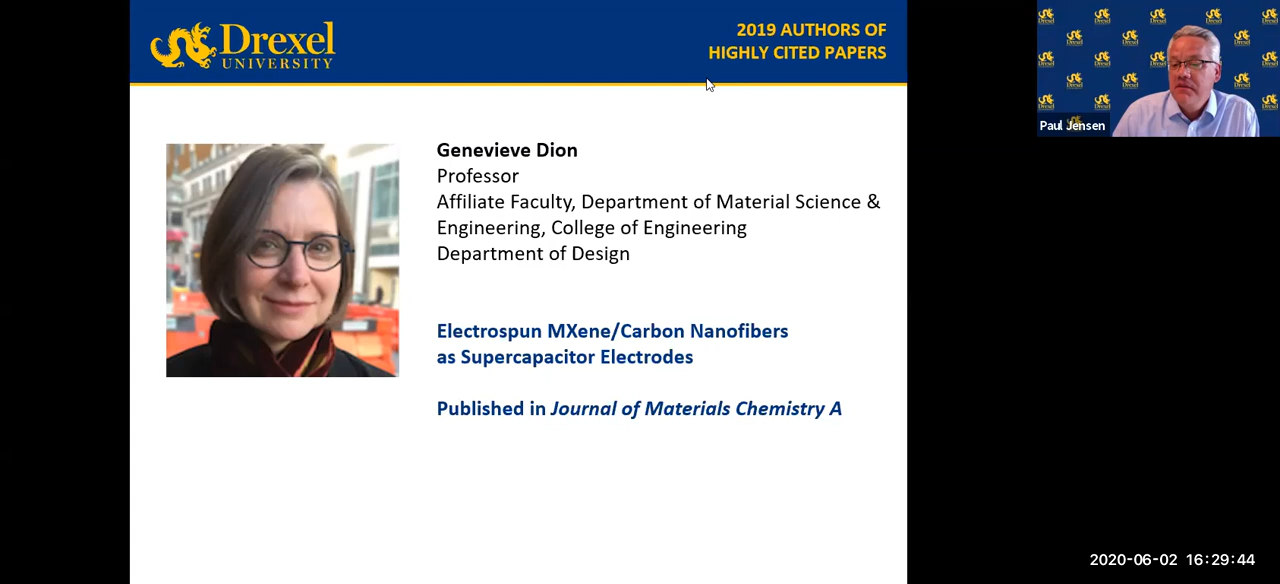 Drexel
UNIVERSITY
2019 AUTHORS OF
HIGHLY CITED PAPERS
Paul Jensen
Genevieve Dion
Professor
Affiliate Faculty, Department of Material Science &
Engineering, College of Engineering
Department of Design
Electrospun MXene/Carbon Nanofibers
as Supercapacitor Electrodes
Published in Journal of Materials Chemistry A
2020-06-02 16:29:44